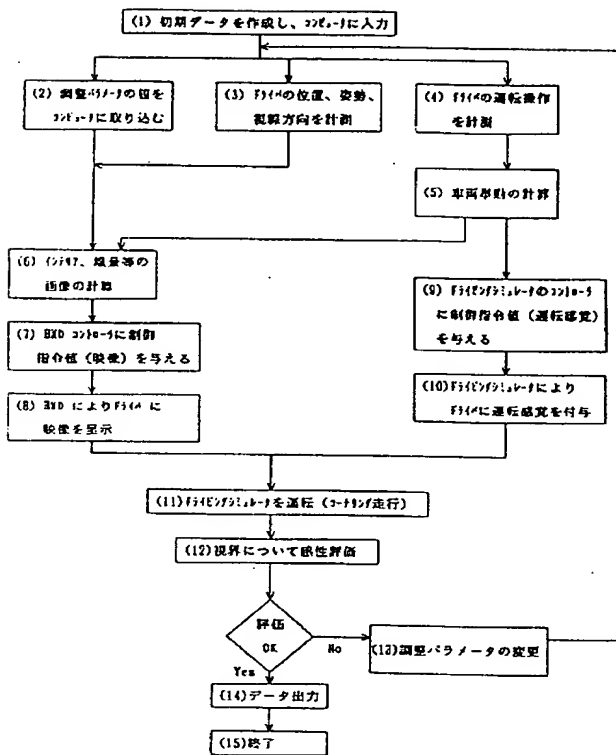 (1) 初期データを作成し、コンピュータに入力
(2) 調整パラメータの値を
コンピュータに取り込む
(3) ドライバの位置、姿勢、
視線方向を計測
(4) ドライバの運転操作
を計測
(5) 車両挙動の計算
(6) インテリア、風景等の
画像の計算
(7) HMD コントローラに制御
指令値（映像）を与える
(8) HMD によりドライバに
映像を呈示
(9) ドライビングシミュレータのコントローラ
に制御指令値（運転感覚）
を与える
(10)ドライビングシミュレータにより
ドライバに運転感覚を付与
(11)ドライビングシミュレータを運転（コーナリング走行）
(12)視界について感性評価
評価
OK
No
Yes
(13)調整パラメータの変更
(14)データ出力
(15)終了